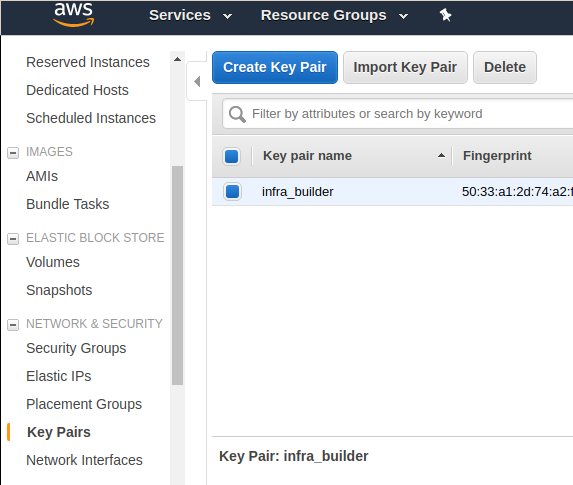 aws
Services
Resource Groups
Reserved Instances
Dedicated Hosts
Scheduled Instances
IMAGES
AMIs
Bundle Tasks
ELASTIC BLOCK STORE
Volumes
Snapshots
NETWORK & SECURITY
Security Groups
Elastic IPs
Placement Groups
Key Pairs
Network Interfaces
Create Key Pair
Import Key Pair
Delete
Filter by attributes or search by keyword
Key pair name
Fingerprint
infra_builder
50:33:a1:2d:74:a2:f
Key Pair: infra_builder